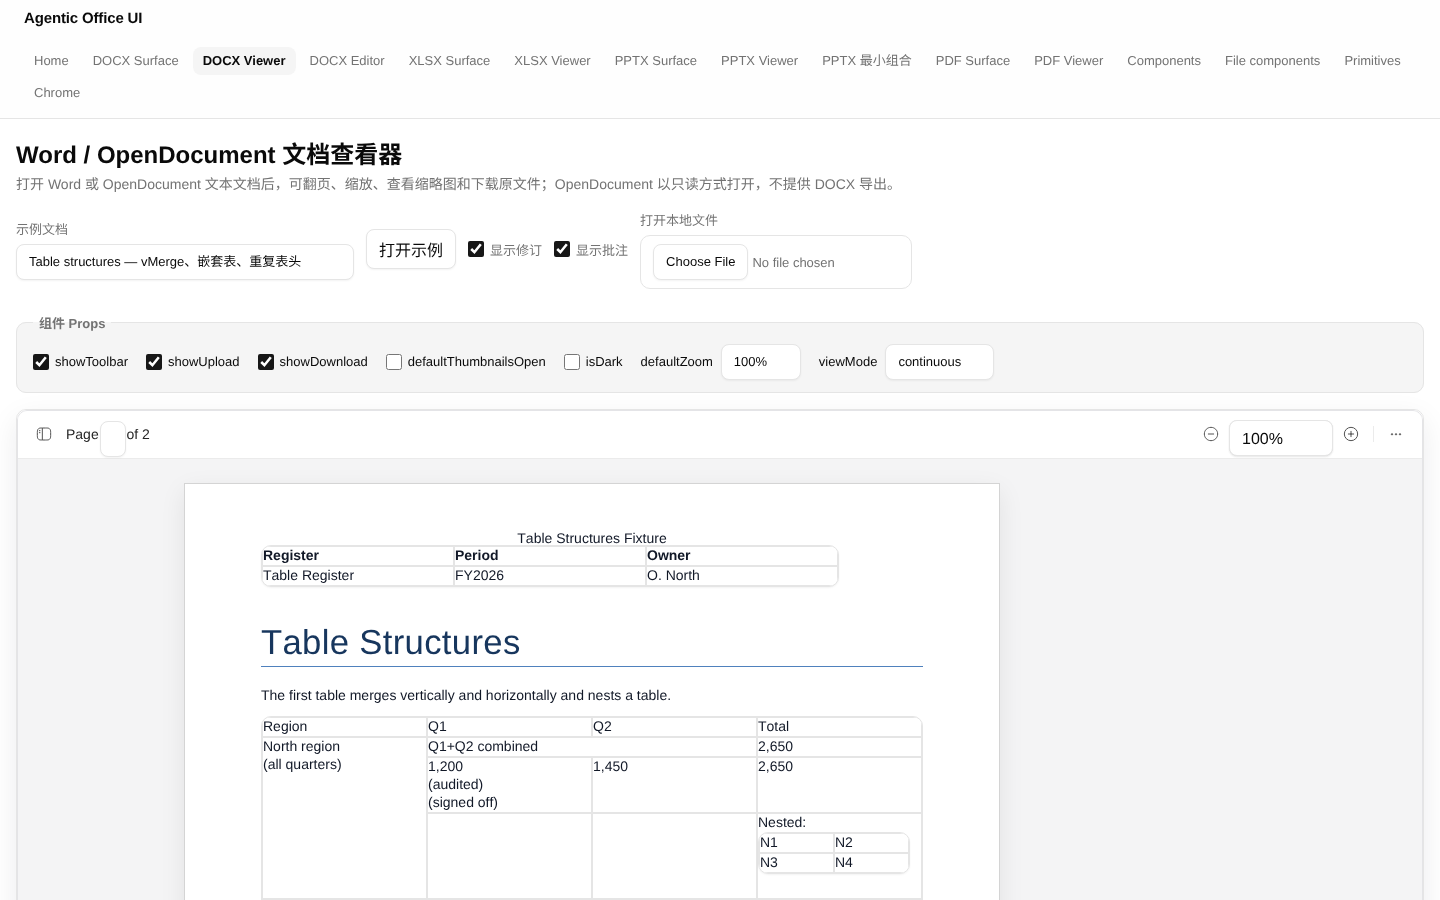 Agentic Office UI
Home DOCX Surface DOCX Viewer DOCX Editor XLSX Surface XLSX Viewer PPTX Surface PPTX Viewer PPTX 最小组合 PDF Surface PDF Viewer Components File components Primitives
Chrome
Word / OpenDocument 文档查看器
打开 Word 或 OpenDocument 文本文档后，可翻页、缩放、查看缩略图和下载原文件；OpenDocument 以只读方式打开，不提供 DOCX 导出。
示例文档
Table structures — vMerge、嵌套表、重复表头
打开示例
显示修订
显示批注
打开本地文件
Choose File No file chosen
组件 Props
showToolbar showUpload showDownload defaultThumbnailsOpen isDark defaultZoom 100% viewMode continuous
Page of 2
100%
Table Structures Fixture
Register Period Owner
Table Register FY2026 O. North
Table Structures
The first table merges vertically and horizontally and nests a table.
Region Q1 Q2 Total
North region Q1+Q2 combined 2,650
(all quarters) 1,200 1,450 2,650
(audited)
(signed off)
Nested:
N1 N2
N3 N4